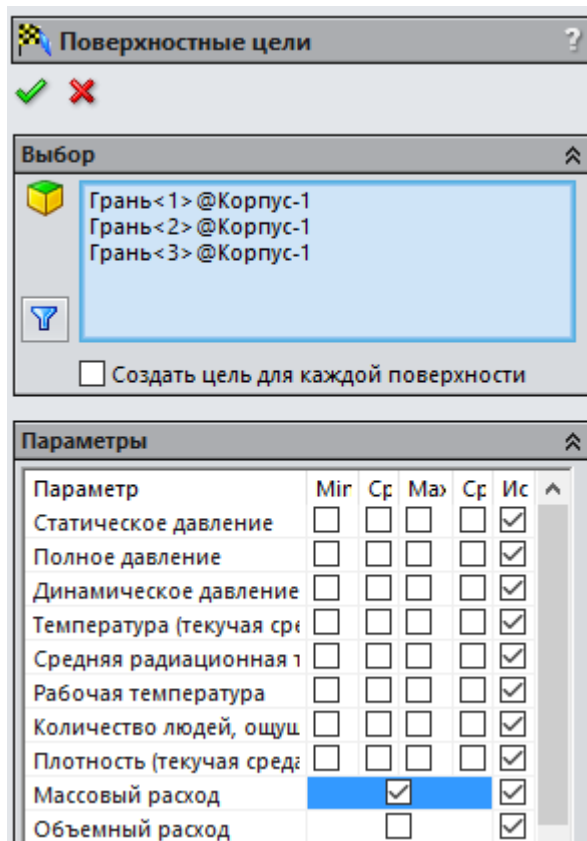 Поверхностные цели ?
Выбор
Грань<1>@Корпус-1
Грань<2>@Корпус-1
Грань<3>@Корпус-1
Создать цель для каждой поверхности
Параметры
Параметр Mir Ср Мах Ср Ис
Статическое давление
Полное давление
Динамическое давление
Температура (текучая сре
Средняя радиационная т
Рабочая температура
Количество людей, ощущ
Плотность (текучая среда
Массовый расход
Объемный расход